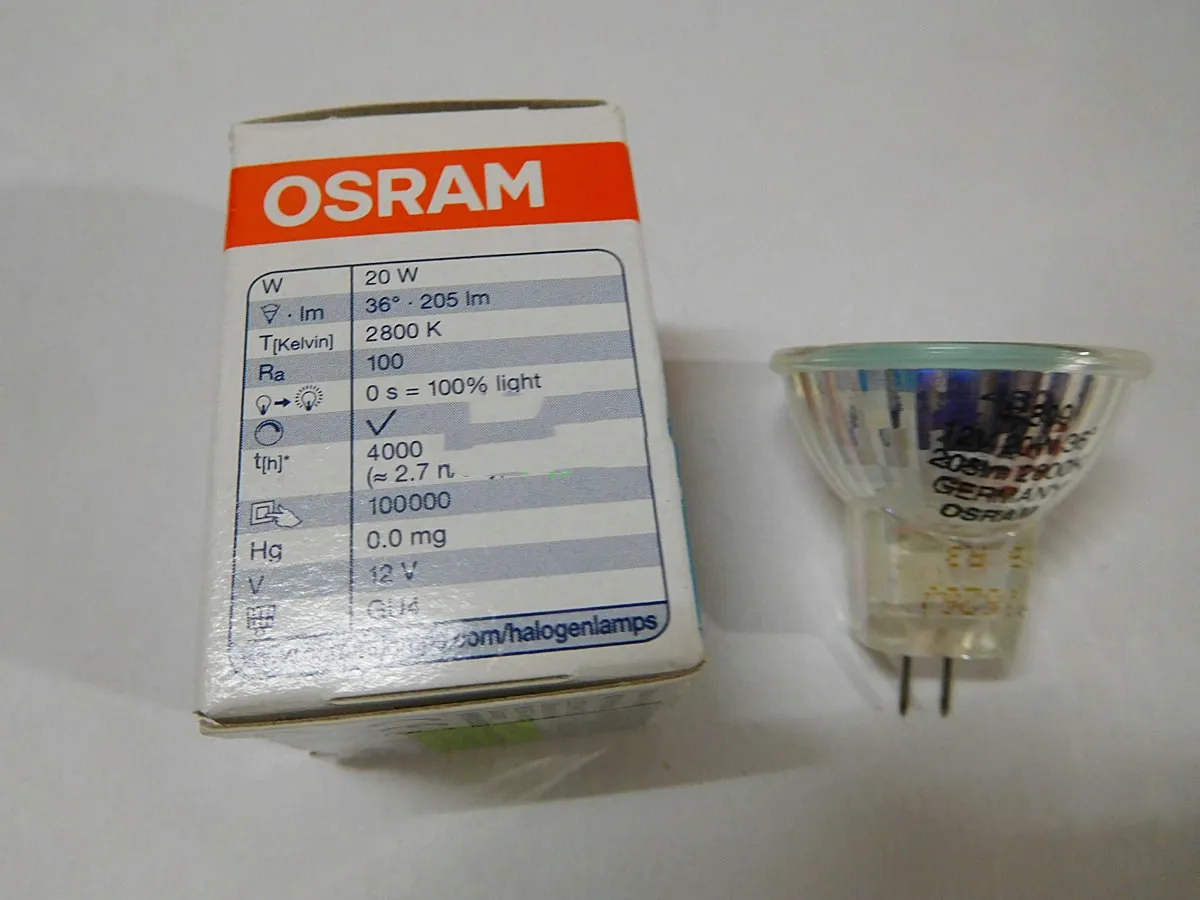 OSRAM
W 20 W
· lm 36° · 205 lm
T[Kelvin] 2800 K
Ra 100
0 s = 100% light
✓
t[h]* 4000
(≈ 2.7
100000
Hg 0.0 mg
V 12 V
GU4
.com/halogenlamps
36°
GERMANY
OSRAM